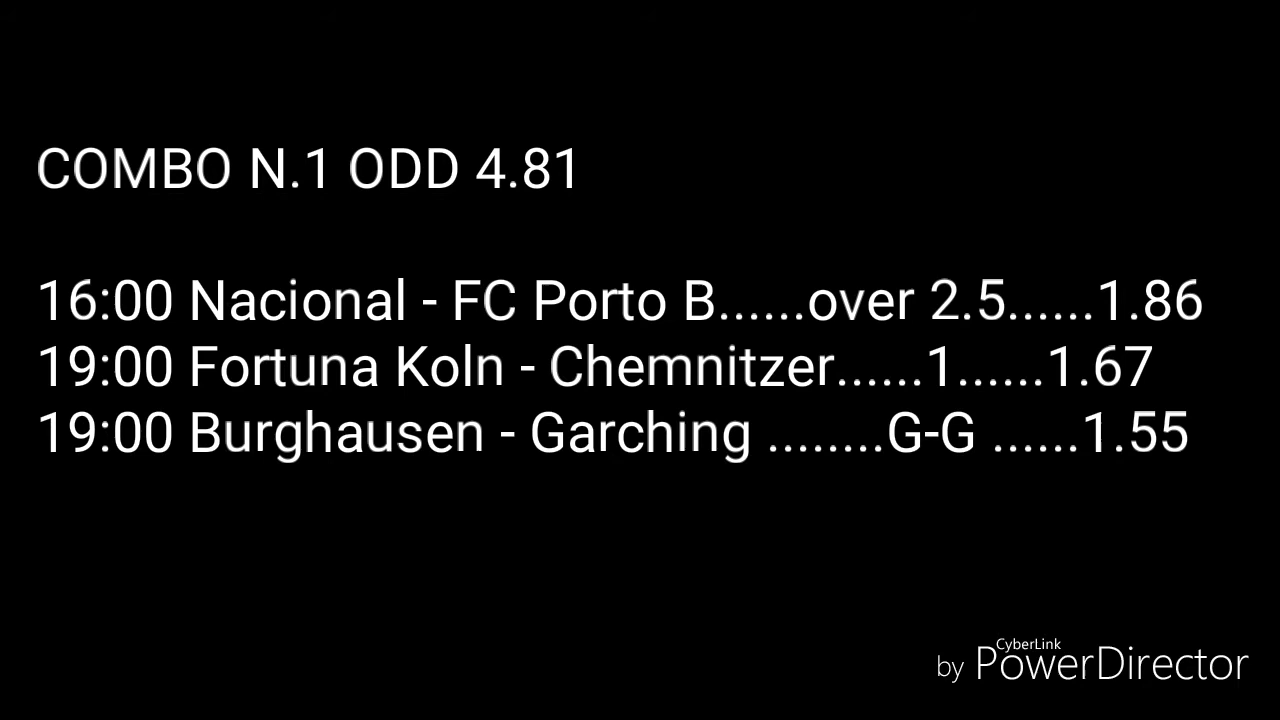 COMBO N.1 ODD 4.81
16:00 Nacional - FC Porto B......over 2.5......1.86
19:00 Fortuna Koln - Chemnitzer......1......1.67
19:00 Burghausen - Garching ........G-G ......1.55
CyberLink
by PowerDirector